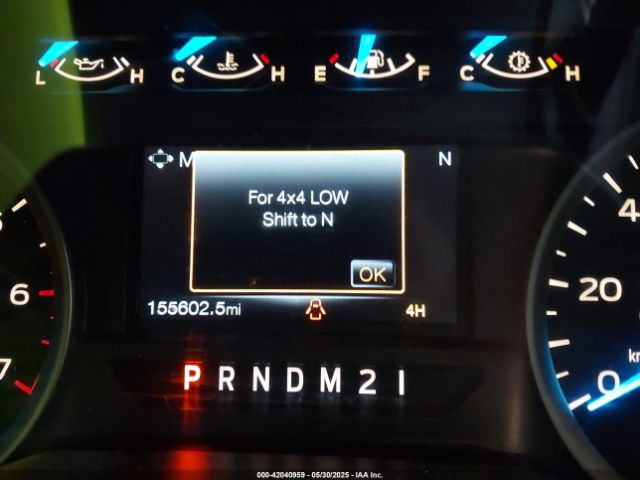 L H C H E F C H
M N
For 4x4 LOW
Shift to N
OK
155602.5mi 4H
P R N D M 2 1
6
7
20
0
000-42040959 - 05/30/2025 - IAA Inc.